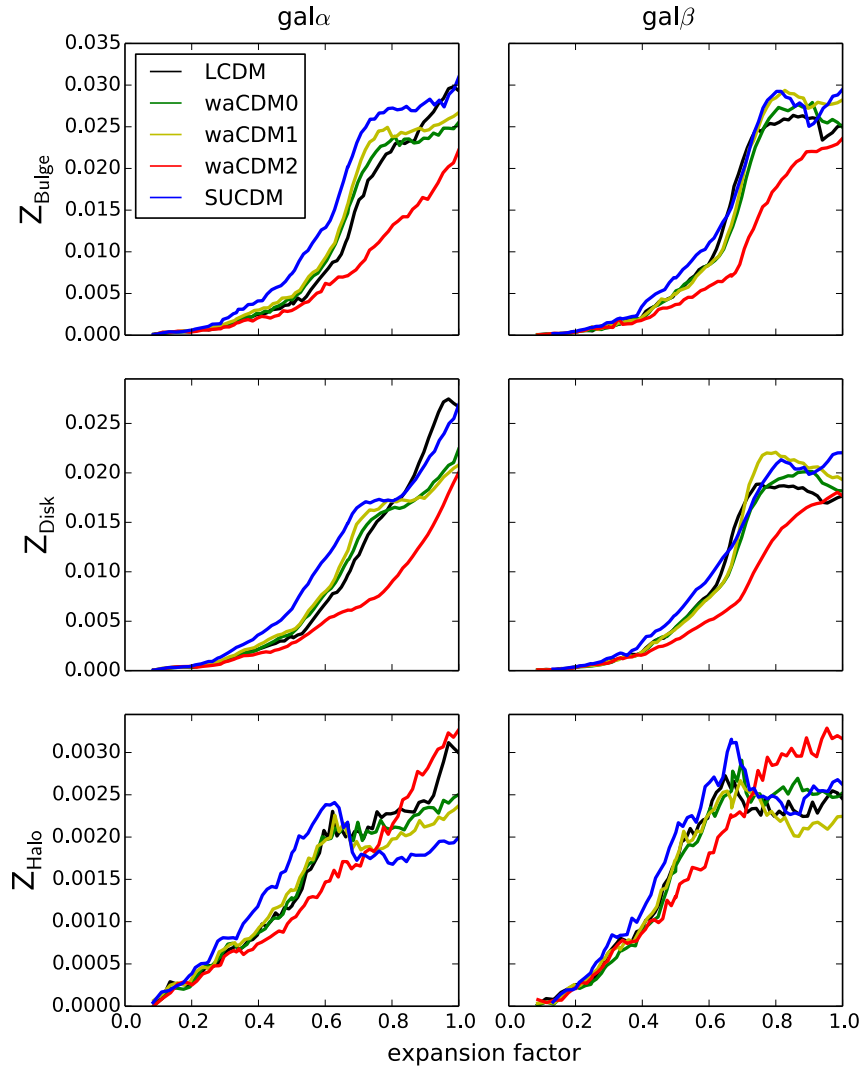 galα galβ
0.035
0.030
0.025
0.020
0.015
0.010
0.005
0.000
Z_Bulge
LCDM
waCDM0
waCDM1
waCDM2
SUCDM
0.025
0.020
0.015
0.010
0.005
0.000
Z_Disk
0.0030
0.0025
0.0020
0.0015
0.0010
0.0005
0.0000
Z_Halo
0.0 0.2 0.4 0.6 0.8 1.0 0.0 0.2 0.4 0.6 0.8 1.0
expansion factor